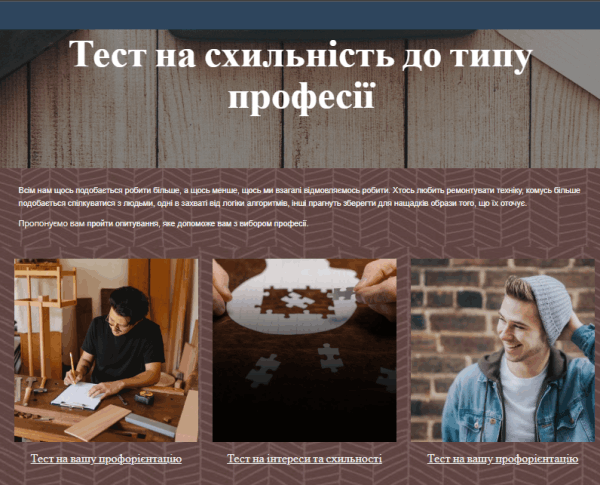 Тест на схильність до типу
професії
Всім нам щось подобається робити більше, а щось менше, щось ми взагалі відмовляємось робити. Хтось любить ремонтувати техніку, комусь більше
подобається спілкуватися з людьми, одні в захваті від логіки алгоритмів, інші прагнуть зберегти для нащадків образи того, що їх оточує.
Пропонуємо вам пройти опитування, яке допоможе вам з вибором професії.
Тест на вашу профорієнтацію
Тест на інтереси та схильності
Тест на вашу профорієнтацію